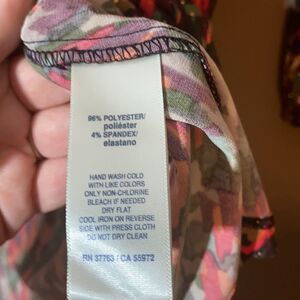 96% POLYESTER/
poliéster
4% SPANDEX/
elastano
HAND WASH COLD
WITH LIKE COLORS
ONLY NON-CHLORINE
BLEACH IF NEEDED
DRY FLAT
COOL IRON ON REVERSE
SIDE WITH PRESS CLOTH
DO NOT DRY CLEAN
RN 37763 / CA 55972